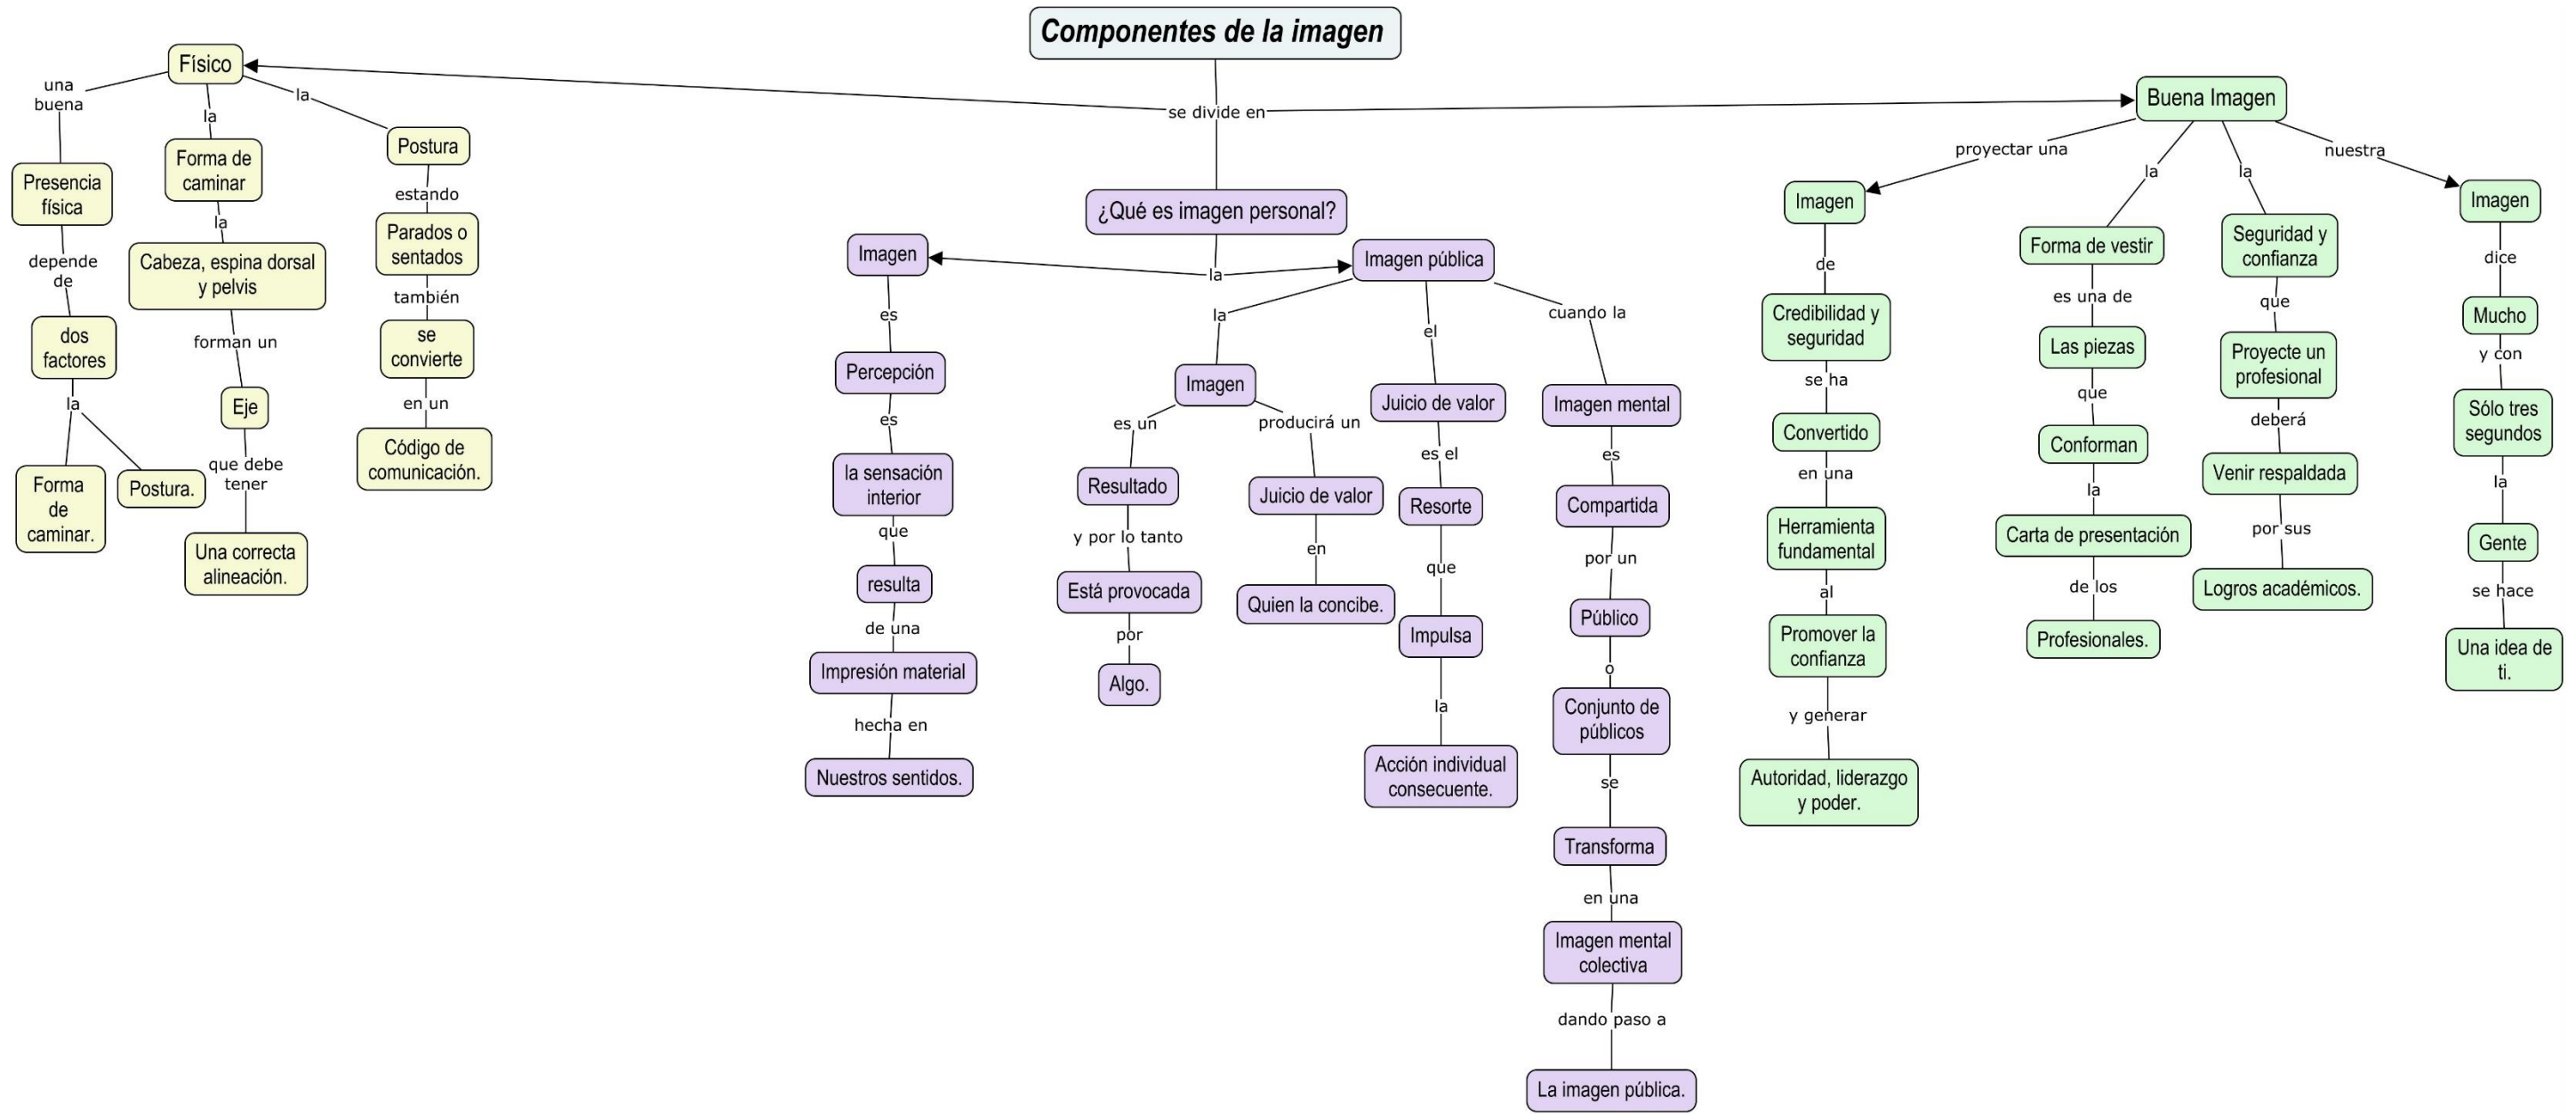 Componentes de la imagen
se divide en
Físico
una
buena
Presencia
física
depende
de
dos
factores
la
Forma
de
caminar.
Postura.
la
Forma de
caminar
la
Cabeza, espina dorsal
y pelvis
forman un
Eje
que debe
tener
Una correcta
alineación.
la
Postura
estando
Parados o
sentados
también
se
convierte
en un
Código de
comunicación.
¿Qué es imagen personal?
la
Imagen
es
Percepción
es
la sensación
interior
que
resulta
de una
Impresión material
hecha en
Nuestros sentidos.
Imagen pública
la
Imagen
es un
Resultado
y por lo tanto
Está provocada
por
Algo.
producirá un
Juicio de valor
en
Quien la concibe.
el
Juicio de valor
es el
Resorte
que
Impulsa
la
Acción individual
consecuente.
cuando la
Imagen mental
es
Compartida
por un
Público
o
Conjunto de
públicos
se
Transforma
en una
Imagen mental
colectiva
dando paso a
La imagen pública.
Buena Imagen
proyectar una
Imagen
de
Credibilidad y
seguridad
se ha
Convertido
en una
Herramienta
fundamental
al
Promover la
confianza
y generar
Autoridad, liderazgo
y poder.
la
Forma de vestir
es una de
Las piezas
que
Conforman
la
Carta de presentación
de los
Profesionales.
la
Seguridad y
confianza
que
Proyecte un
profesional
deberá
Venir respaldada
por sus
Logros académicos.
nuestra
Imagen
dice
Mucho
y con
Sólo tres
segundos
la
Gente
se hace
Una idea de
ti.